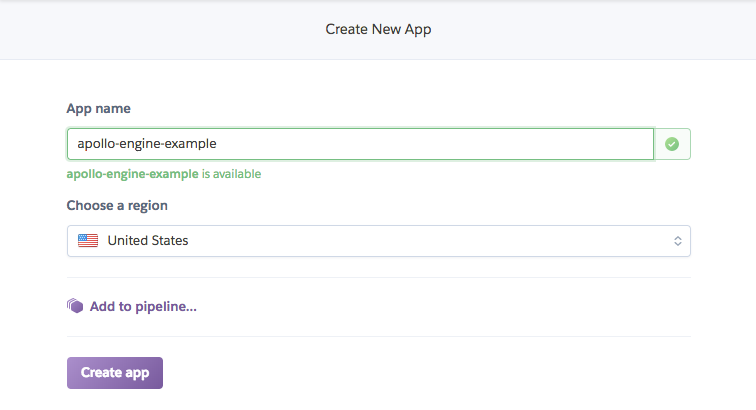 Create New App
App name
apollo-engine-example
apollo-engine-example is available
Choose a region
United States
Add to pipeline...
Create app